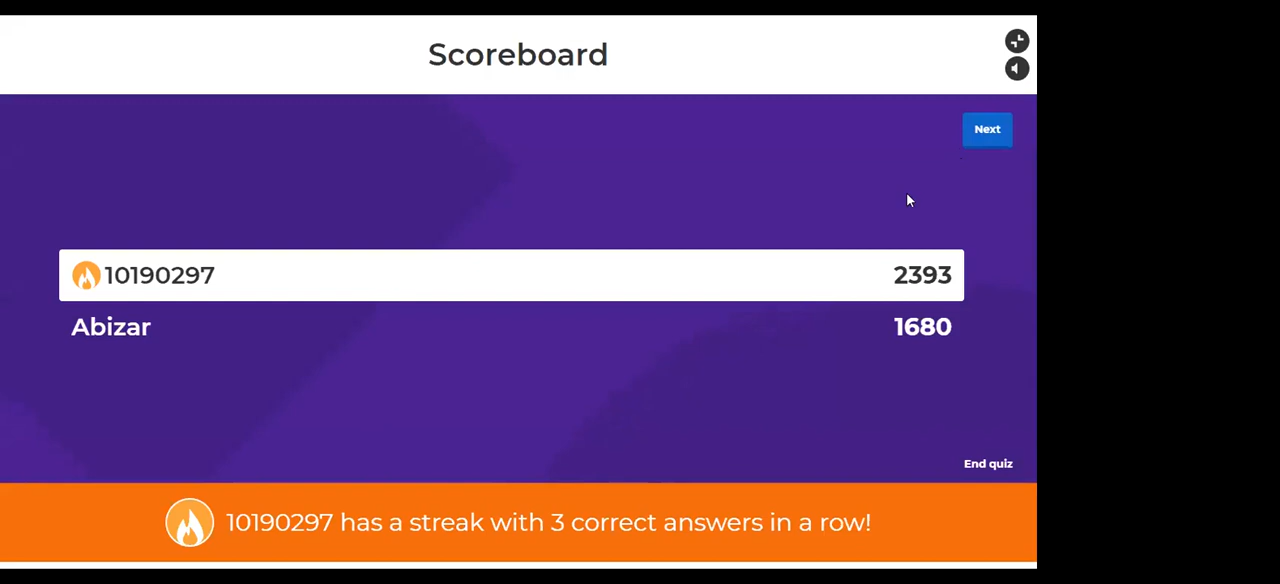 Scoreboard
Next
10190297 2393
Abizar 1680
End quiz
10190297 has a streak with 3 correct answers in a row!